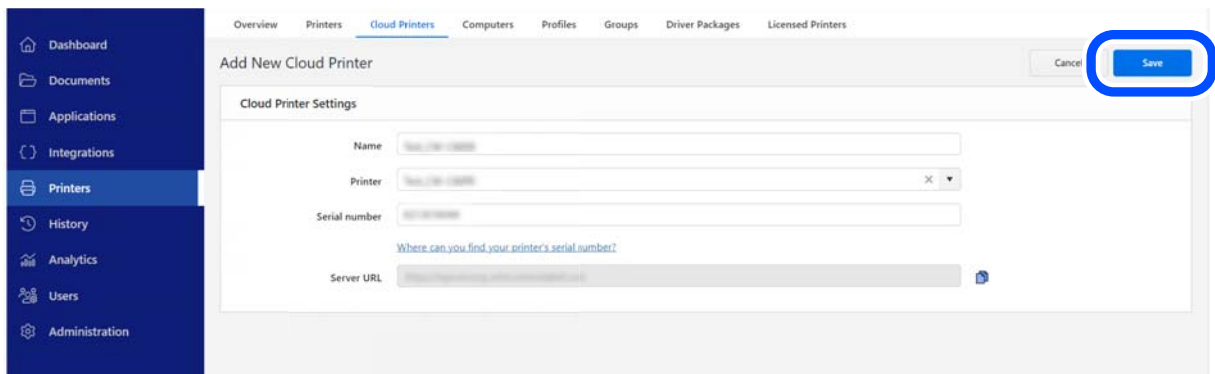 Overview Printers Cloud Printers Computers Profiles Groups Driver Packages Licensed Printers
Dashboard
Documents
Applications
Integrations
Printers
History
Analytics
Users
Administration
Add New Cloud Printer
Cancel
Save
Cloud Printer Settings
Name
Printer
Serial number
Where can you find your printer's serial number?
Server URL